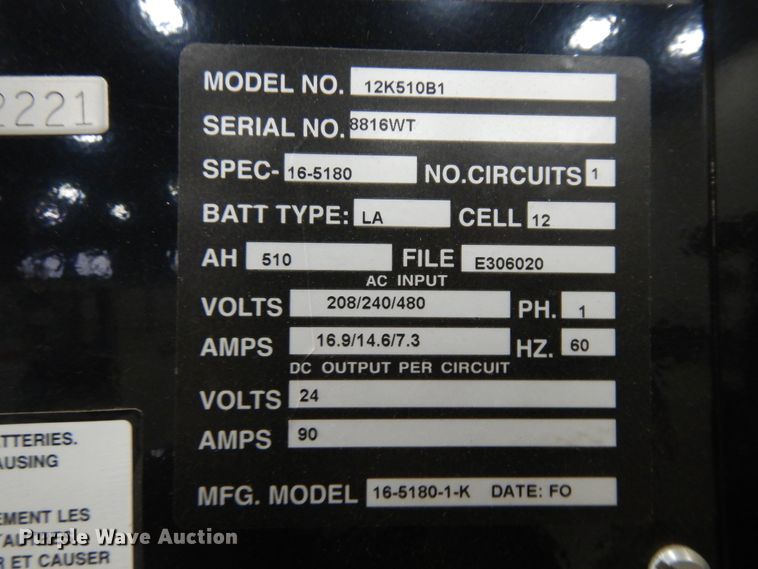 2221
MODEL NO. 12K510B1
SERIAL NO. 8816WT
SPEC- 16-5180 NO.CIRCUITS 1
BATT TYPE: LA CELL 12
AH 510 FILE E306020
AC INPUT
VOLTS 208/240/480 PH. 1
AMPS 16.9/14.6/7.3 HZ. 60
DC OUTPUT PER CIRCUIT
VOLTS 24
AMPS 90
MFG. MODEL 16-5180-1-K DATE: FO
TTERIES.
AUSING
EMENT LES
R ET CAUSER
Purple Wave Auction